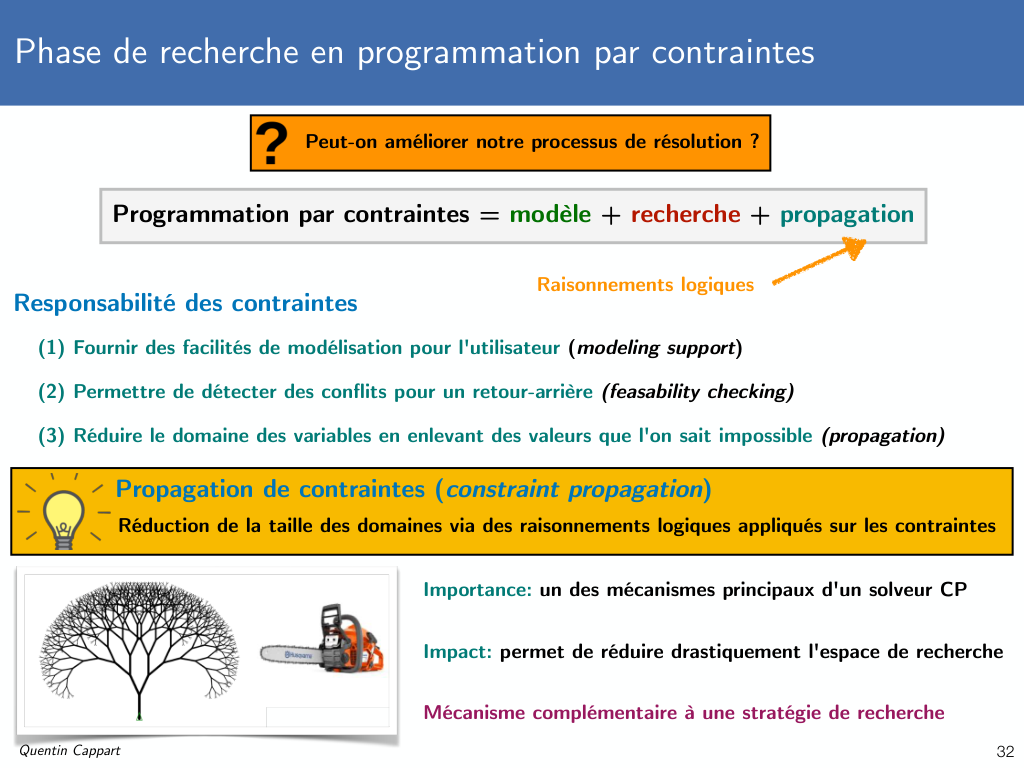 Phase de recherche en programmation par contraintes
? Peut-on améliorer notre processus de résolution ?
Programmation par contraintes = modèle + recherche + propagation
Raisonnements logiques
Responsabilité des contraintes
(1) Fournir des facilités de modélisation pour l'utilisateur (modeling support)
(2) Permettre de détecter des conflits pour un retour-arrière (feasability checking)
(3) Réduire le domaine des variables en enlevant des valeurs que l'on sait impossible (propagation)
Propagation de contraintes (constraint propagation)
Réduction de la taille des domaines via des raisonnements logiques appliqués sur les contraintes
Importance: un des mécanismes principaux d'un solveur CP
Impact: permet de réduire drastiquement l'espace de recherche
Mécanisme complémentaire à une stratégie de recherche
Quentin Cappart
32